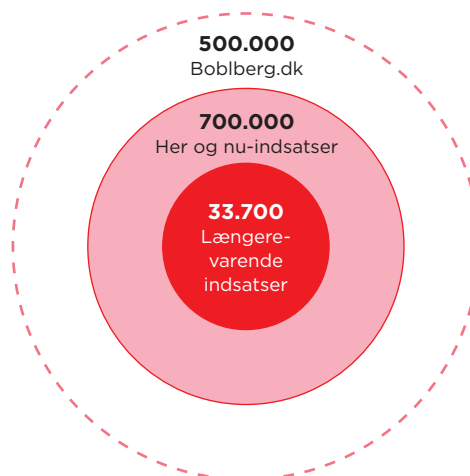 500.000
Boblberg.dk
700.000
Her og nu-indsatser
33.700
Længere-
varende
indsatser